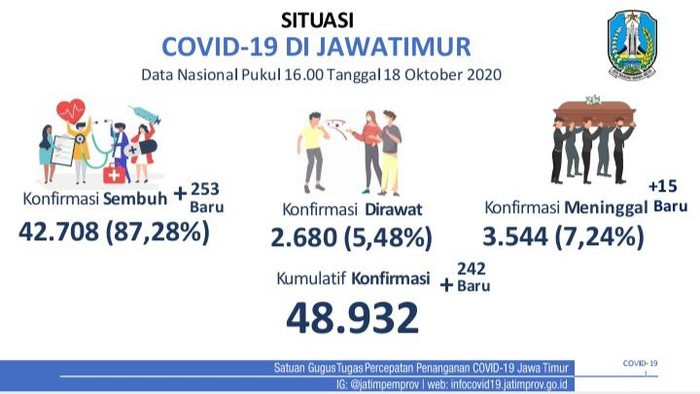 SITUASI
COVID-19 DI JAWATIMUR
Data Nasional Pukul 16.00 Tanggal 18 Oktober 2020
Konfirmasi Sembuh +253 Baru
42.708 (87,28%)
Konfirmasi Dirawat
2.680 (5,48%)
Konfirmasi Meninggal +15 Baru
3.544 (7,24%)
Kumulatif Konfirmasi +242 Baru
48.932
Satuan GugusTugas Percepatan Penanganan COVID-19 Jawa Timur
IG: @jatimpemprov | web: infocovid19.jatimprov.go.id
COVID-19
1